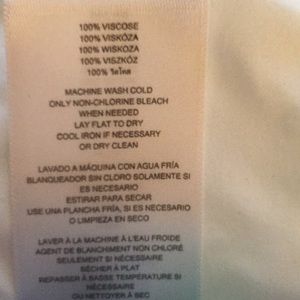 100% VISCOSE
100% VISKÓZA
100% WISKOZA
100% VISZKÓZ
100% วิสโคส
MACHINE WASH COLD
ONLY NON-CHLORINE BLEACH
WHEN NEEDED
LAY FLAT TO DRY
COOL IRON IF NECESSARY
OR DRY CLEAN
LAVADO A MÁQUINA CON AGUA FRÍA
BLANQUEADOR SIN CLORO SOLAMENTE SI
ES NECESARIO
ESTIRAR PARA SECAR
USE UNA PLANCHA FRÍA, SI ES NECESARIO
O LIMPIEZA EN SECO
LAVER À LA MACHINE À L'EAU FROIDE
AGENT DE BLANCHIMENT NON CHLORÉ
SEULEMENT SI NÉCESSAIRE
SÉCHER À PLAT
REPASSER À BASSE TEMPÉRATURE SI
NÉCESSAIRE
OU NETTOYER À SEC